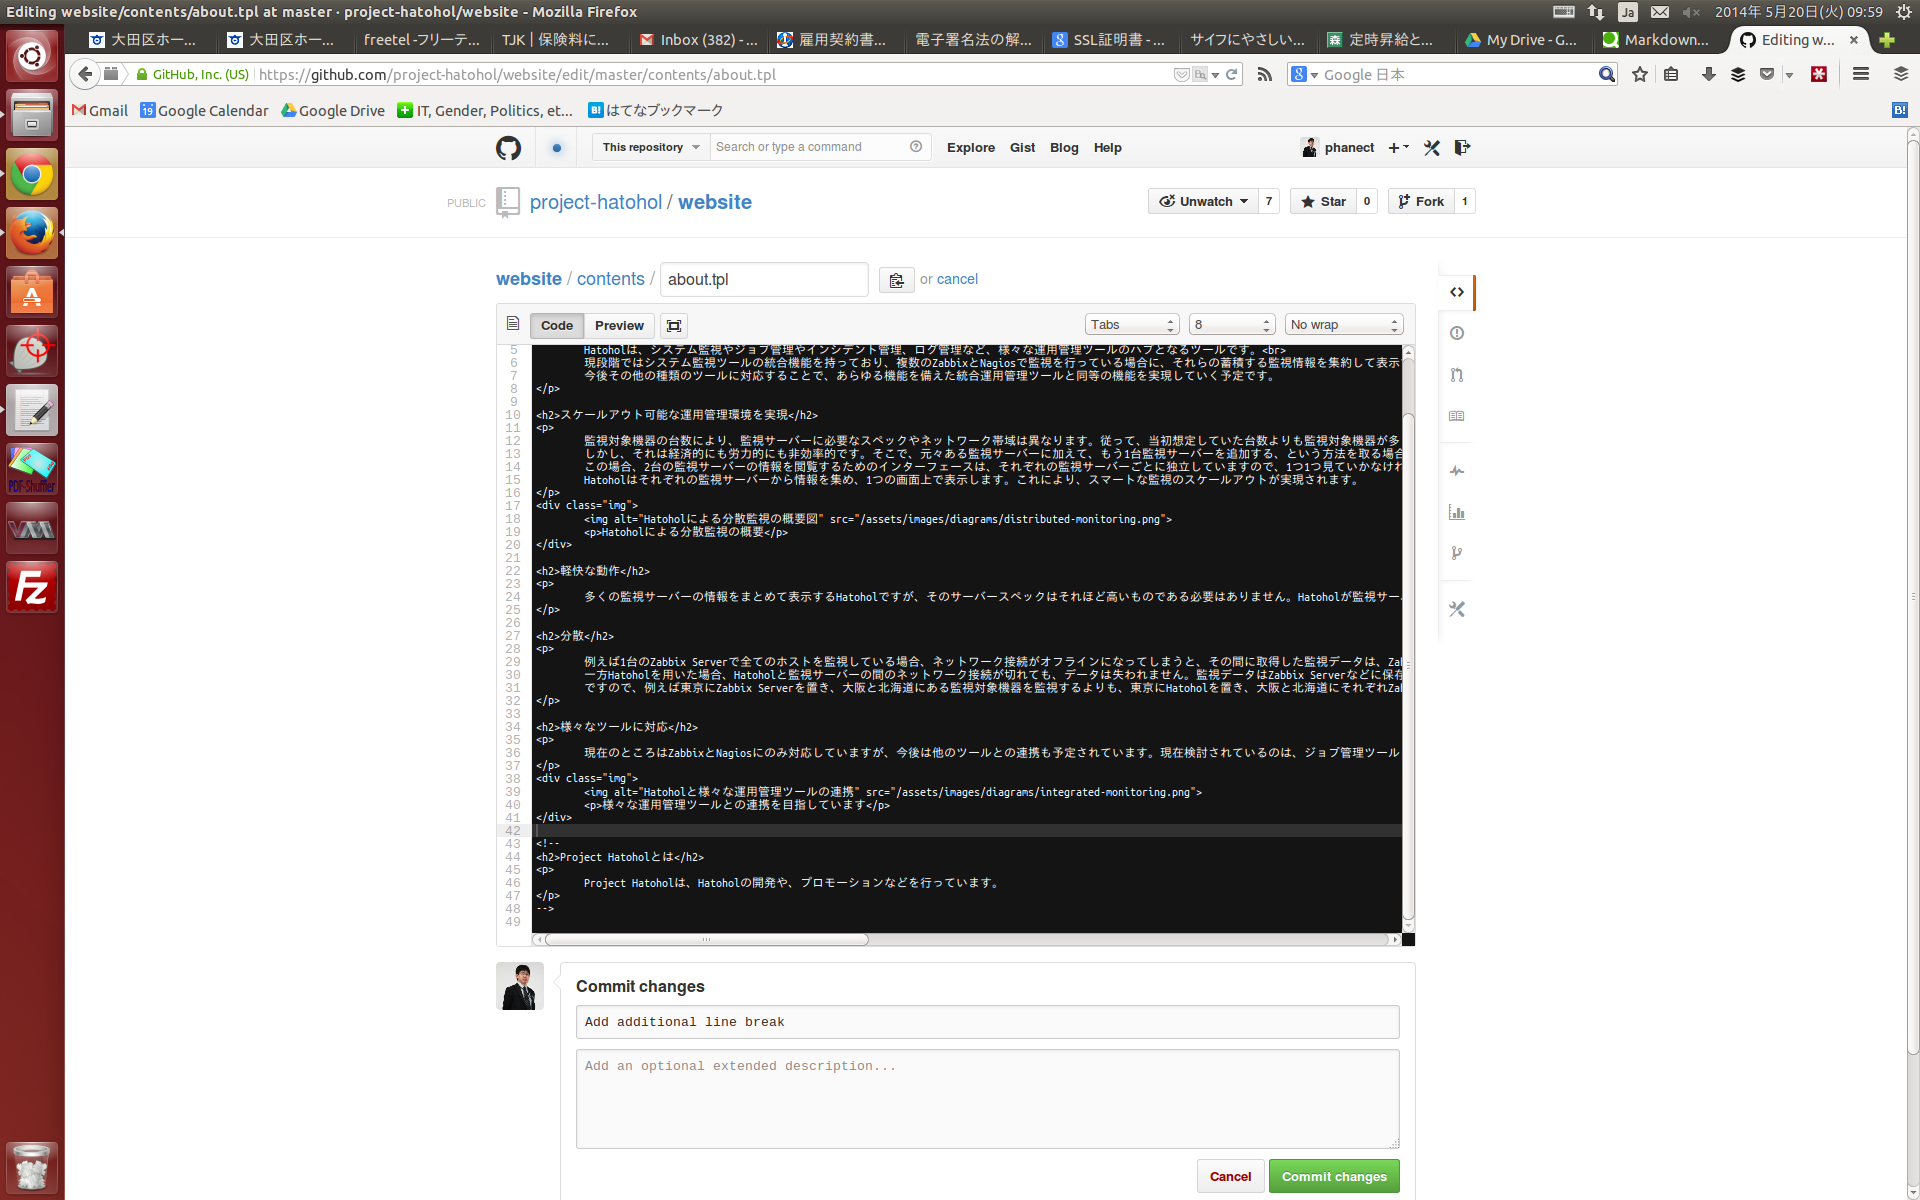 Editing website/contents/about.tpl at master · project-hatohol/website - Mozilla Firefox
Ja
2014年 5月20日(火) 09:59
大田区ホー...
大田区ホー...
freetel -フリーテ...
TJK | 保険料に...
Inbox (382) - ...
雇用契約書...
電子署名法の解...
SSL証明書 - ...
サイフにやさしい...
定時昇給と...
My Drive - G...
Markdown...
Editing w...
GitHub, Inc. (US)
https://github.com/project-hatohol/website/edit/master/contents/about.tpl
Google 日本
Gmail
Google Calendar
Google Drive
IT, Gender, Politics, et...
はてなブックマーク
This repository
Search or type a command
Explore
Gist
Blog
Help
phanect
PUBLIC
project-hatohol / website
Unwatch
7
Star
0
Fork
1
website / contents /
about.tpl
or cancel
Code
Preview
Tabs
8
No wrap
5 Hatoholは、システム監視やジョブ管理やインシデント管理、ログ管理など、様々な運用管理ツールのハブとなるツールです。<br>
6 現段階ではシステム監視ツールの統合機能を持っており、複数のZabbixとNagiosで監視を行っている場合に、それらの蓄積する監視情報を集約して表示
7 今後その他の種類のツールに対応することで、あらゆる機能を備えた統合運用管理ツールと同等の機能を実現していく予定です。
8 </p>
9
10 <h2>スケールアウト可能な運用管理環境を実現</h2>
11 <p>
12 監視対象機器の台数により、監視サーバーに必要なスペックやネットワーク帯域は異なります。従って、当初想定していた台数よりも監視対象機器が多
13 しかし、それは経済的にも労力的にも非効率的です。そこで、元々ある監視サーバーに加えて、もう1台監視サーバーを追加する、という方法を取る場合
14 この場合、2台の監視サーバーの情報を閲覧するためのインターフェースは、それぞれの監視サーバーごとに独立していますので、1つ1つ見ていかなけれ
15 Hatoholはそれぞれの監視サーバーから情報を集め、1つの画面上で表示します。これにより、スマートな監視のスケールアウトが実現されます。
16 </p>
17 <div class="img">
18 <img alt="Hatoholによる分散監視の概要図" src="/assets/images/diagrams/distributed-monitoring.png">
19 <p>Hatoholによる分散監視の概要</p>
20 </div>
21
22 <h2>軽快な動作</h2>
23 <p>
24 多くの監視サーバーの情報をまとめて表示するHatoholですが、そのサーバースペックはそれほど高いものである必要はありません。Hatoholが監視サー
25 </p>
26
27 <h2>分散</h2>
28 <p>
29 例えば1台のZabbix Serverで全てのホストを監視している場合、ネットワーク接続がオフラインになってしまうと、その間に取得した監視データは、Zab
30 一方Hatoholを用いた場合、Hatoholと監視サーバーの間のネットワーク接続が切れても、データは失われません。監視データはZabbix Serverなどに保存
31 ですので、例えば東京にZabbix Serverを置き、大阪と北海道にある監視対象機器を監視するよりも、東京にHatoholを置き、大阪と北海道にそれぞれZab
32 </p>
33
34 <h2>様々なツールに対応</h2>
35 <p>
36 現在のところはZabbixとNagiosにのみ対応していますが、今後は他のツールとの連携も予定されています。現在検討されているのは、ジョブ管理ツール
37 </p>
38 <div class="img">
39 <img alt="Hatoholと様々な運用管理ツールの連携" src="/assets/images/diagrams/integrated-monitoring.png">
40 <p>様々な運用管理ツールとの連携を目指しています</p>
41 </div>
42
43 <!--
44 <h2>Project Hatoholとは</h2>
45 <p>
46 Project Hatoholは、Hatoholの開発や、プロモーションなどを行っています。
47 </p>
48 -->
49
Commit changes
Add additional line break
Add an optional extended description...
Cancel
Commit changes
PDF-Shuffler